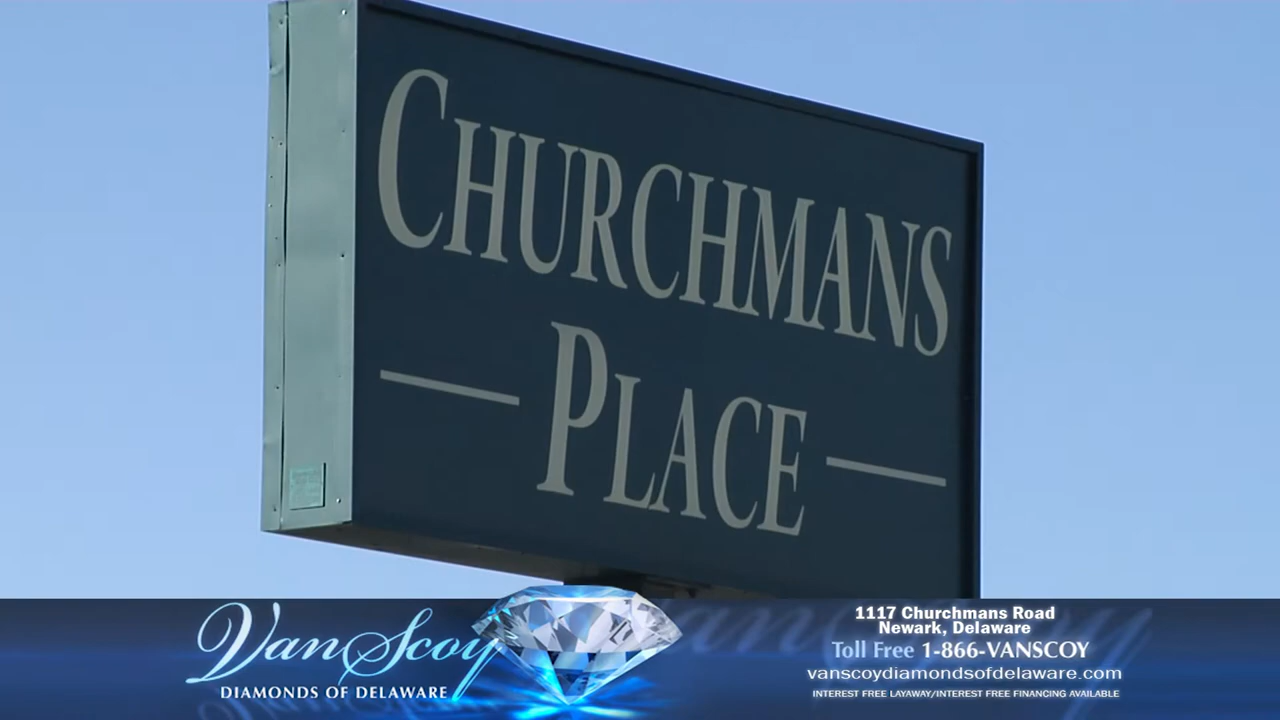 CHURCHMANS
PLACE
VanScoy
DIAMONDS OF DELAWARE
1117 Churchmans Road
Newark, Delaware
Toll Free 1-866-VANSCOY
vanscoydiamondsofdelaware.com
INTEREST FREE LAYAWAY/INTEREST FREE FINANCING AVAILABLE